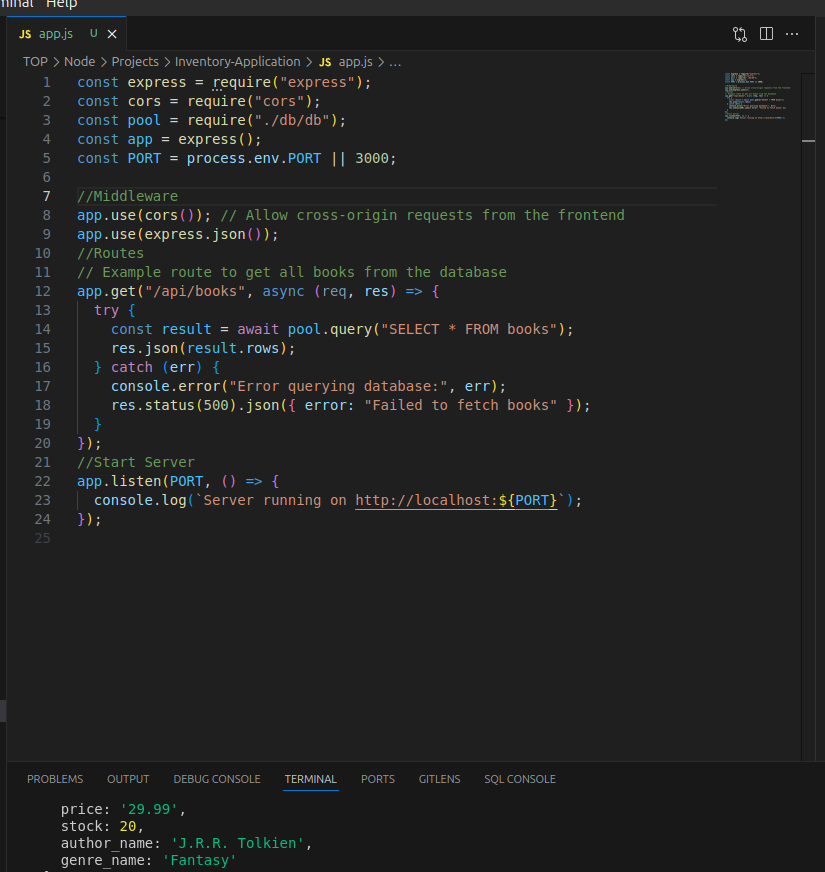 Help
JS app.js U
TOP > Node > Projects > Inventory-Application > JS app.js > ...
1 const express = require("express");
2 const cors = require("cors");
3 const pool = require("./db/db");
4 const app = express();
5 const PORT = process.env.PORT || 3000;
6
7 //Middleware
8 app.use(cors()); // Allow cross-origin requests from the frontend
9 app.use(express.json());
10 //Routes
11 // Example route to get all books from the database
12 app.get("/api/books", async (req, res) => {
13 try {
14 const result = await pool.query("SELECT * FROM books");
15 res.json(result.rows);
16 } catch (err) {
17 console.error("Error querying database:", err);
18 res.status(500).json({ error: "Failed to fetch books" });
19 }
20 });
21 //Start Server
22 app.listen(PORT, () => {
23 console.log(`Server running on http://localhost:${PORT}`);
24 });
25
PROBLEMS OUTPUT DEBUG CONSOLE TERMINAL PORTS GITLENS SQL CONSOLE
price: '29.99',
stock: 20,
author_name: 'J.R.R. Tolkien',
genre_name: 'Fantasy'